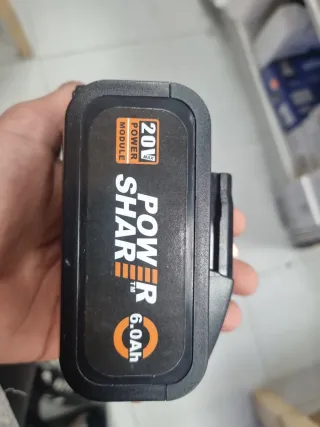 20V MAX
POWER
MODULE
POWER
SHARE™
6.0Ah